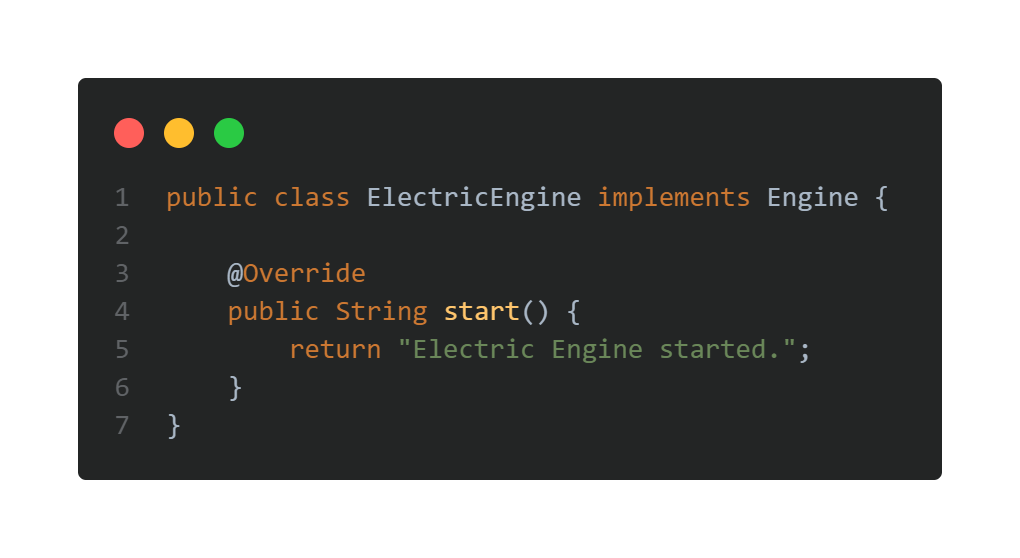 1 public class ElectricEngine implements Engine {
2
3     @Override
4     public String start() {
5         return "Electric Engine started.";
6     }
7 }